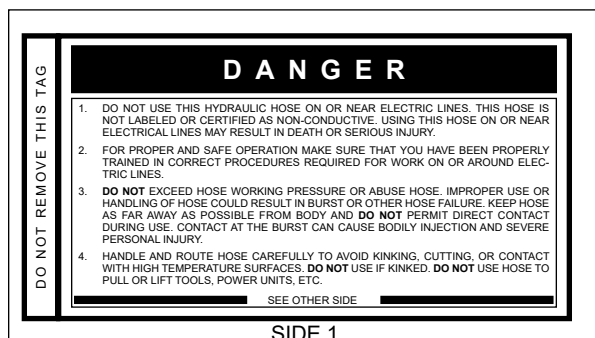 DO NOT REMOVE THIS TAG
DANGER
1. DO NOT USE THIS HYDRAULIC HOSE ON OR NEAR ELECTRIC LINES. THIS HOSE IS
NOT LABELED OR CERTIFIED AS NON-CONDUCTIVE. USING THIS HOSE ON OR NEAR
ELECTRICAL LINES MAY RESULT IN DEATH OR SERIOUS INJURY.
2. FOR PROPER AND SAFE OPERATION MAKE SURE THAT YOU HAVE BEEN PROPERLY
TRAINED IN CORRECT PROCEDURES REQUIRED FOR WORK ON OR AROUND ELEC-
TRIC LINES.
3. DO NOT EXCEED HOSE WORKING PRESSURE OR ABUSE HOSE. IMPROPER USE OR
HANDLING OF HOSE COULD RESULT IN BURST OR OTHER HOSE FAILURE. KEEP HOSE
AS FAR AWAY AS POSSIBLE FROM BODY AND DO NOT PERMIT DIRECT CONTACT
DURING USE. CONTACT AT THE BURST CAN CAUSE BODILY INJECTION AND SEVERE
PERSONAL INJURY.
4. HANDLE AND ROUTE HOSE CAREFULLY TO AVOID KINKING, CUTTING, OR CONTACT
WITH HIGH TEMPERATURE SURFACES. DO NOT USE IF KINKED. DO NOT USE HOSE TO
PULL OR LIFT TOOLS, POWER UNITS, ETC.
SEE OTHER SIDE
SIDE 1